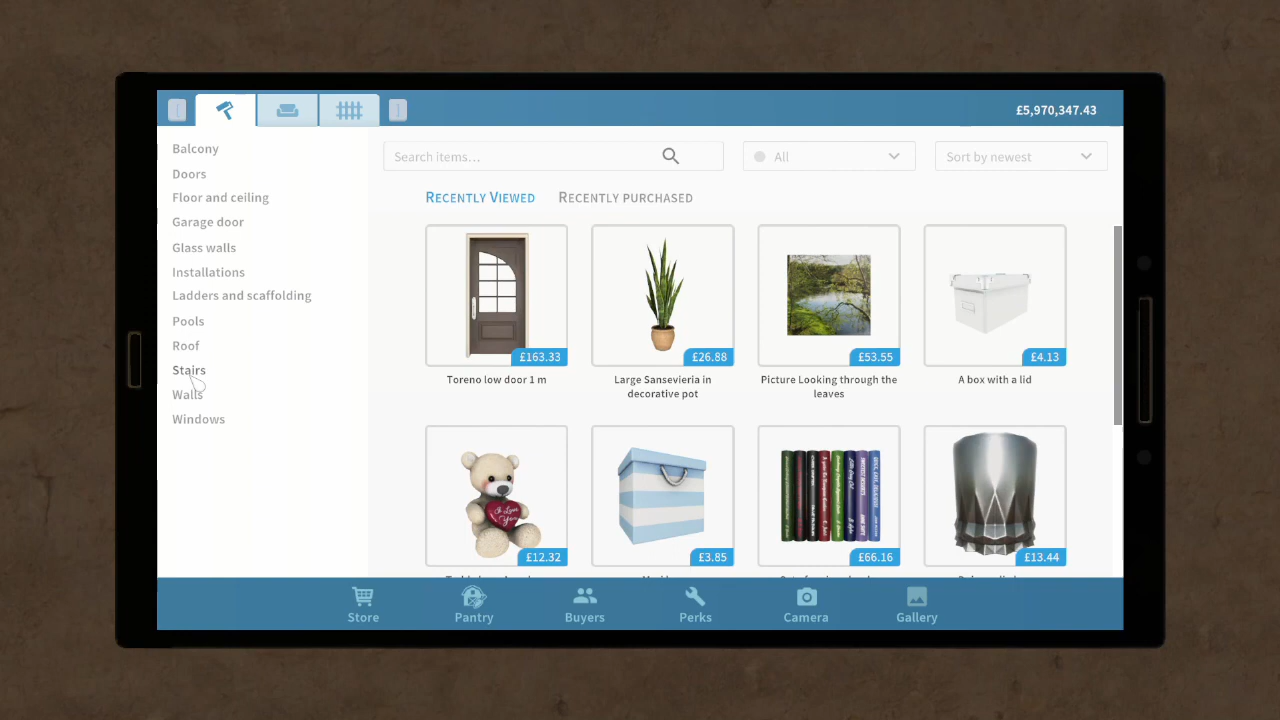 £5,970,347.43
Balcony
Doors
Floor and ceiling
Garage door
Glass walls
Installations
Ladders and scaffolding
Pools
Roof
Stairs
Walls
Windows
Search items...
All
Sort by newest
RECENTLY VIEWED
RECENTLY PURCHASED
£163.33
£26.88
£53.55
£4.13
Toreno low door 1 m
Large Sansevieria in
decorative pot
Picture Looking through the
leaves
A box with a lid
I Love
You
£12.32
£3.85
£66.16
£13.44
Store
Pantry
Buyers
Perks
Camera
Gallery